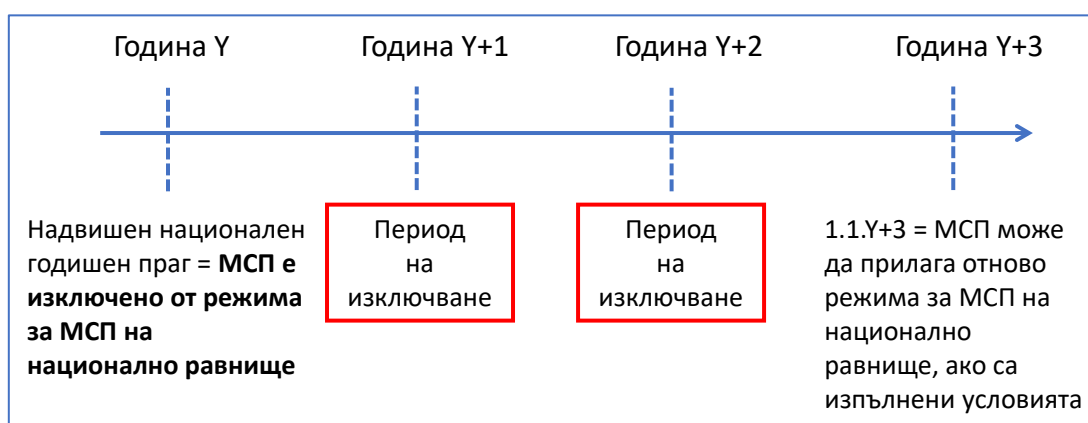 Година Y
Година Y+1
Година Y+2
Година Y+3
Надвишен национален
годишен праг = МСП е
изключено от режима
за МСП на
национално равнище
Период
на
изключване
Период
на
изключване
1.1.Y+3 = МСП може
да прилага отново
режима за МСП на
национално
равнище, ако са
изпълнени условията